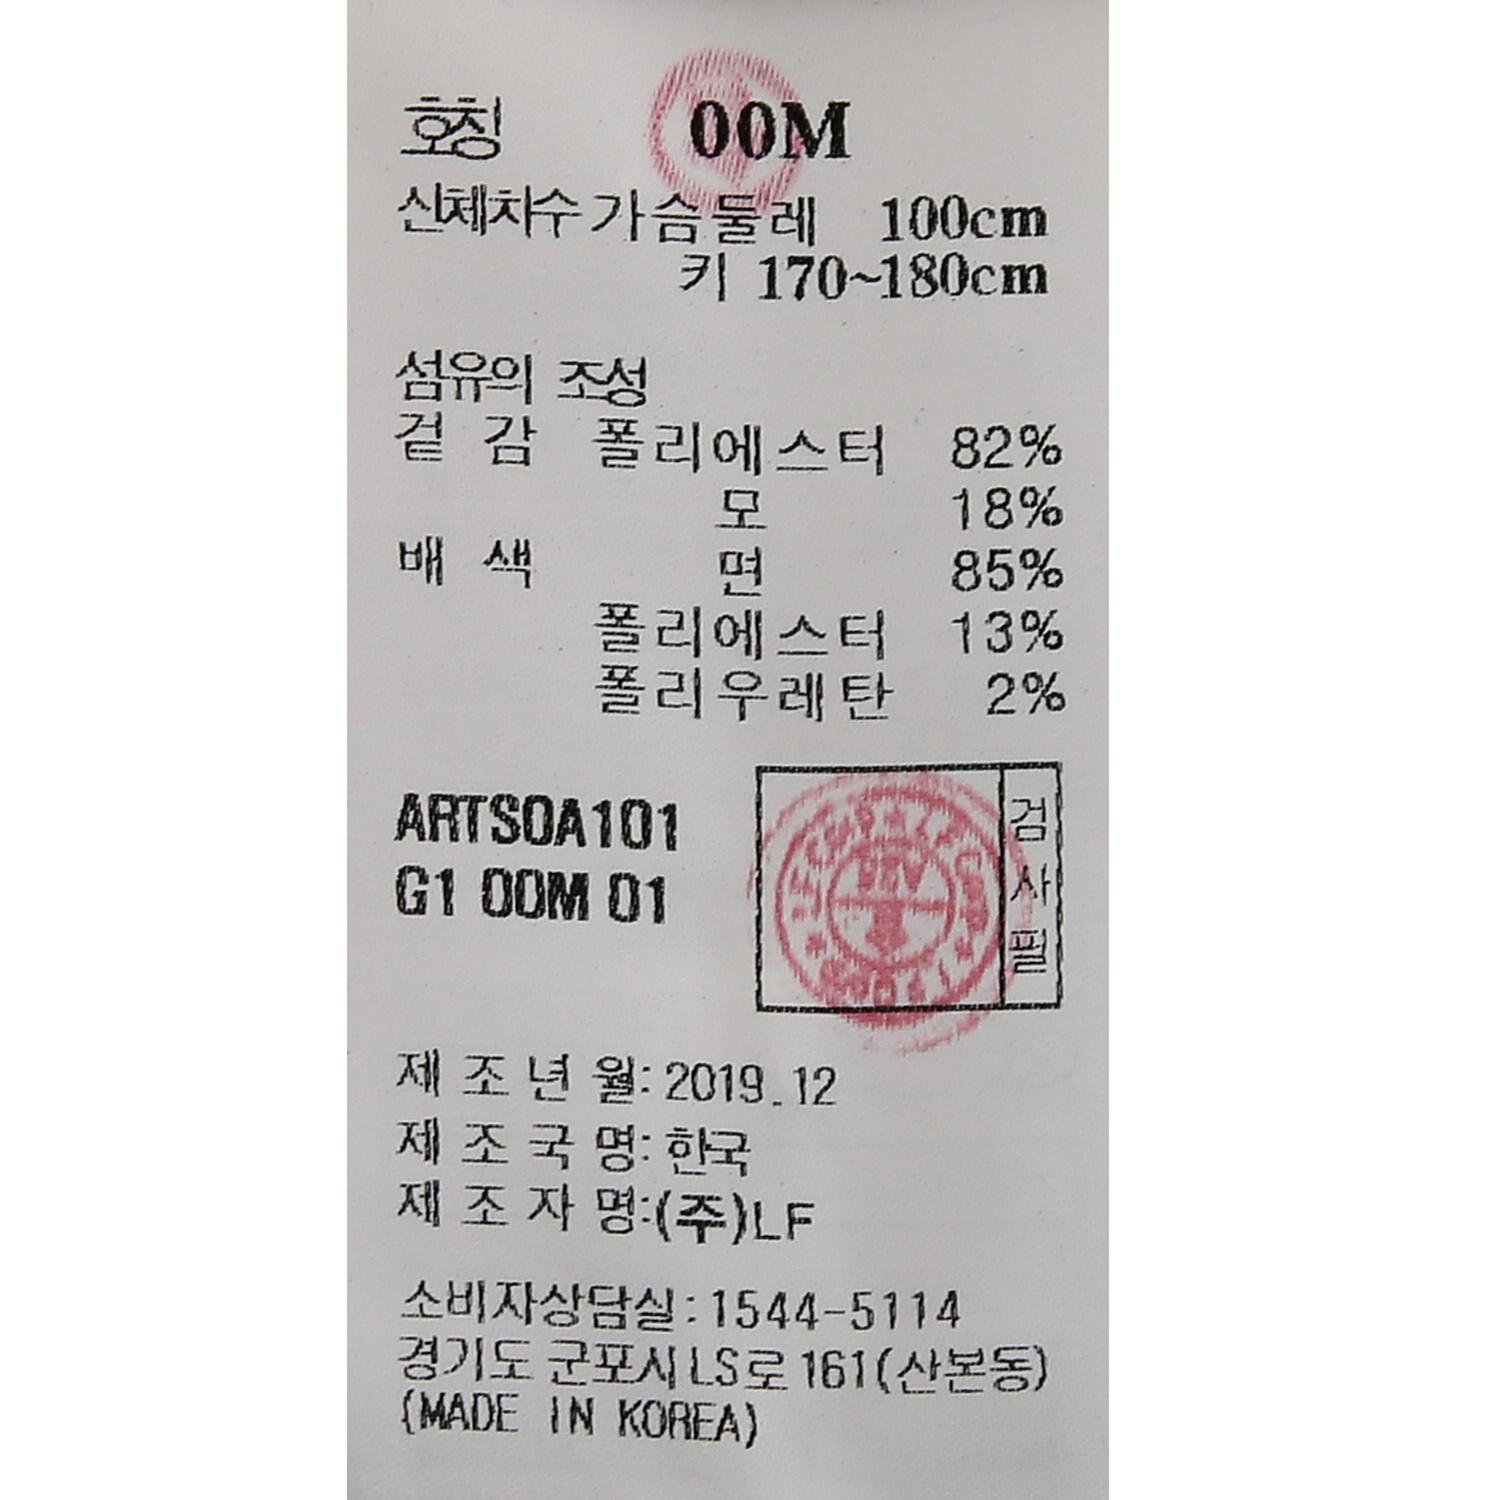 호칭 00M
신체치수 가슴둘레 100cm
키 170~180cm
섬유의 조성
겉 감 폴리에스터 82%
모 18%
배 색 면 85%
폴리에스터 13%
폴리우레탄 2%
ARTS0A101
G1 00M 01
검
사
필
제 조 년 월: 2019.12
제 조 국 명: 한국
제 조 자 명:(주)LF
소비자상담실:1544-5114
경기도 군포시 LS로 161(산본동)
(MADE IN KOREA)